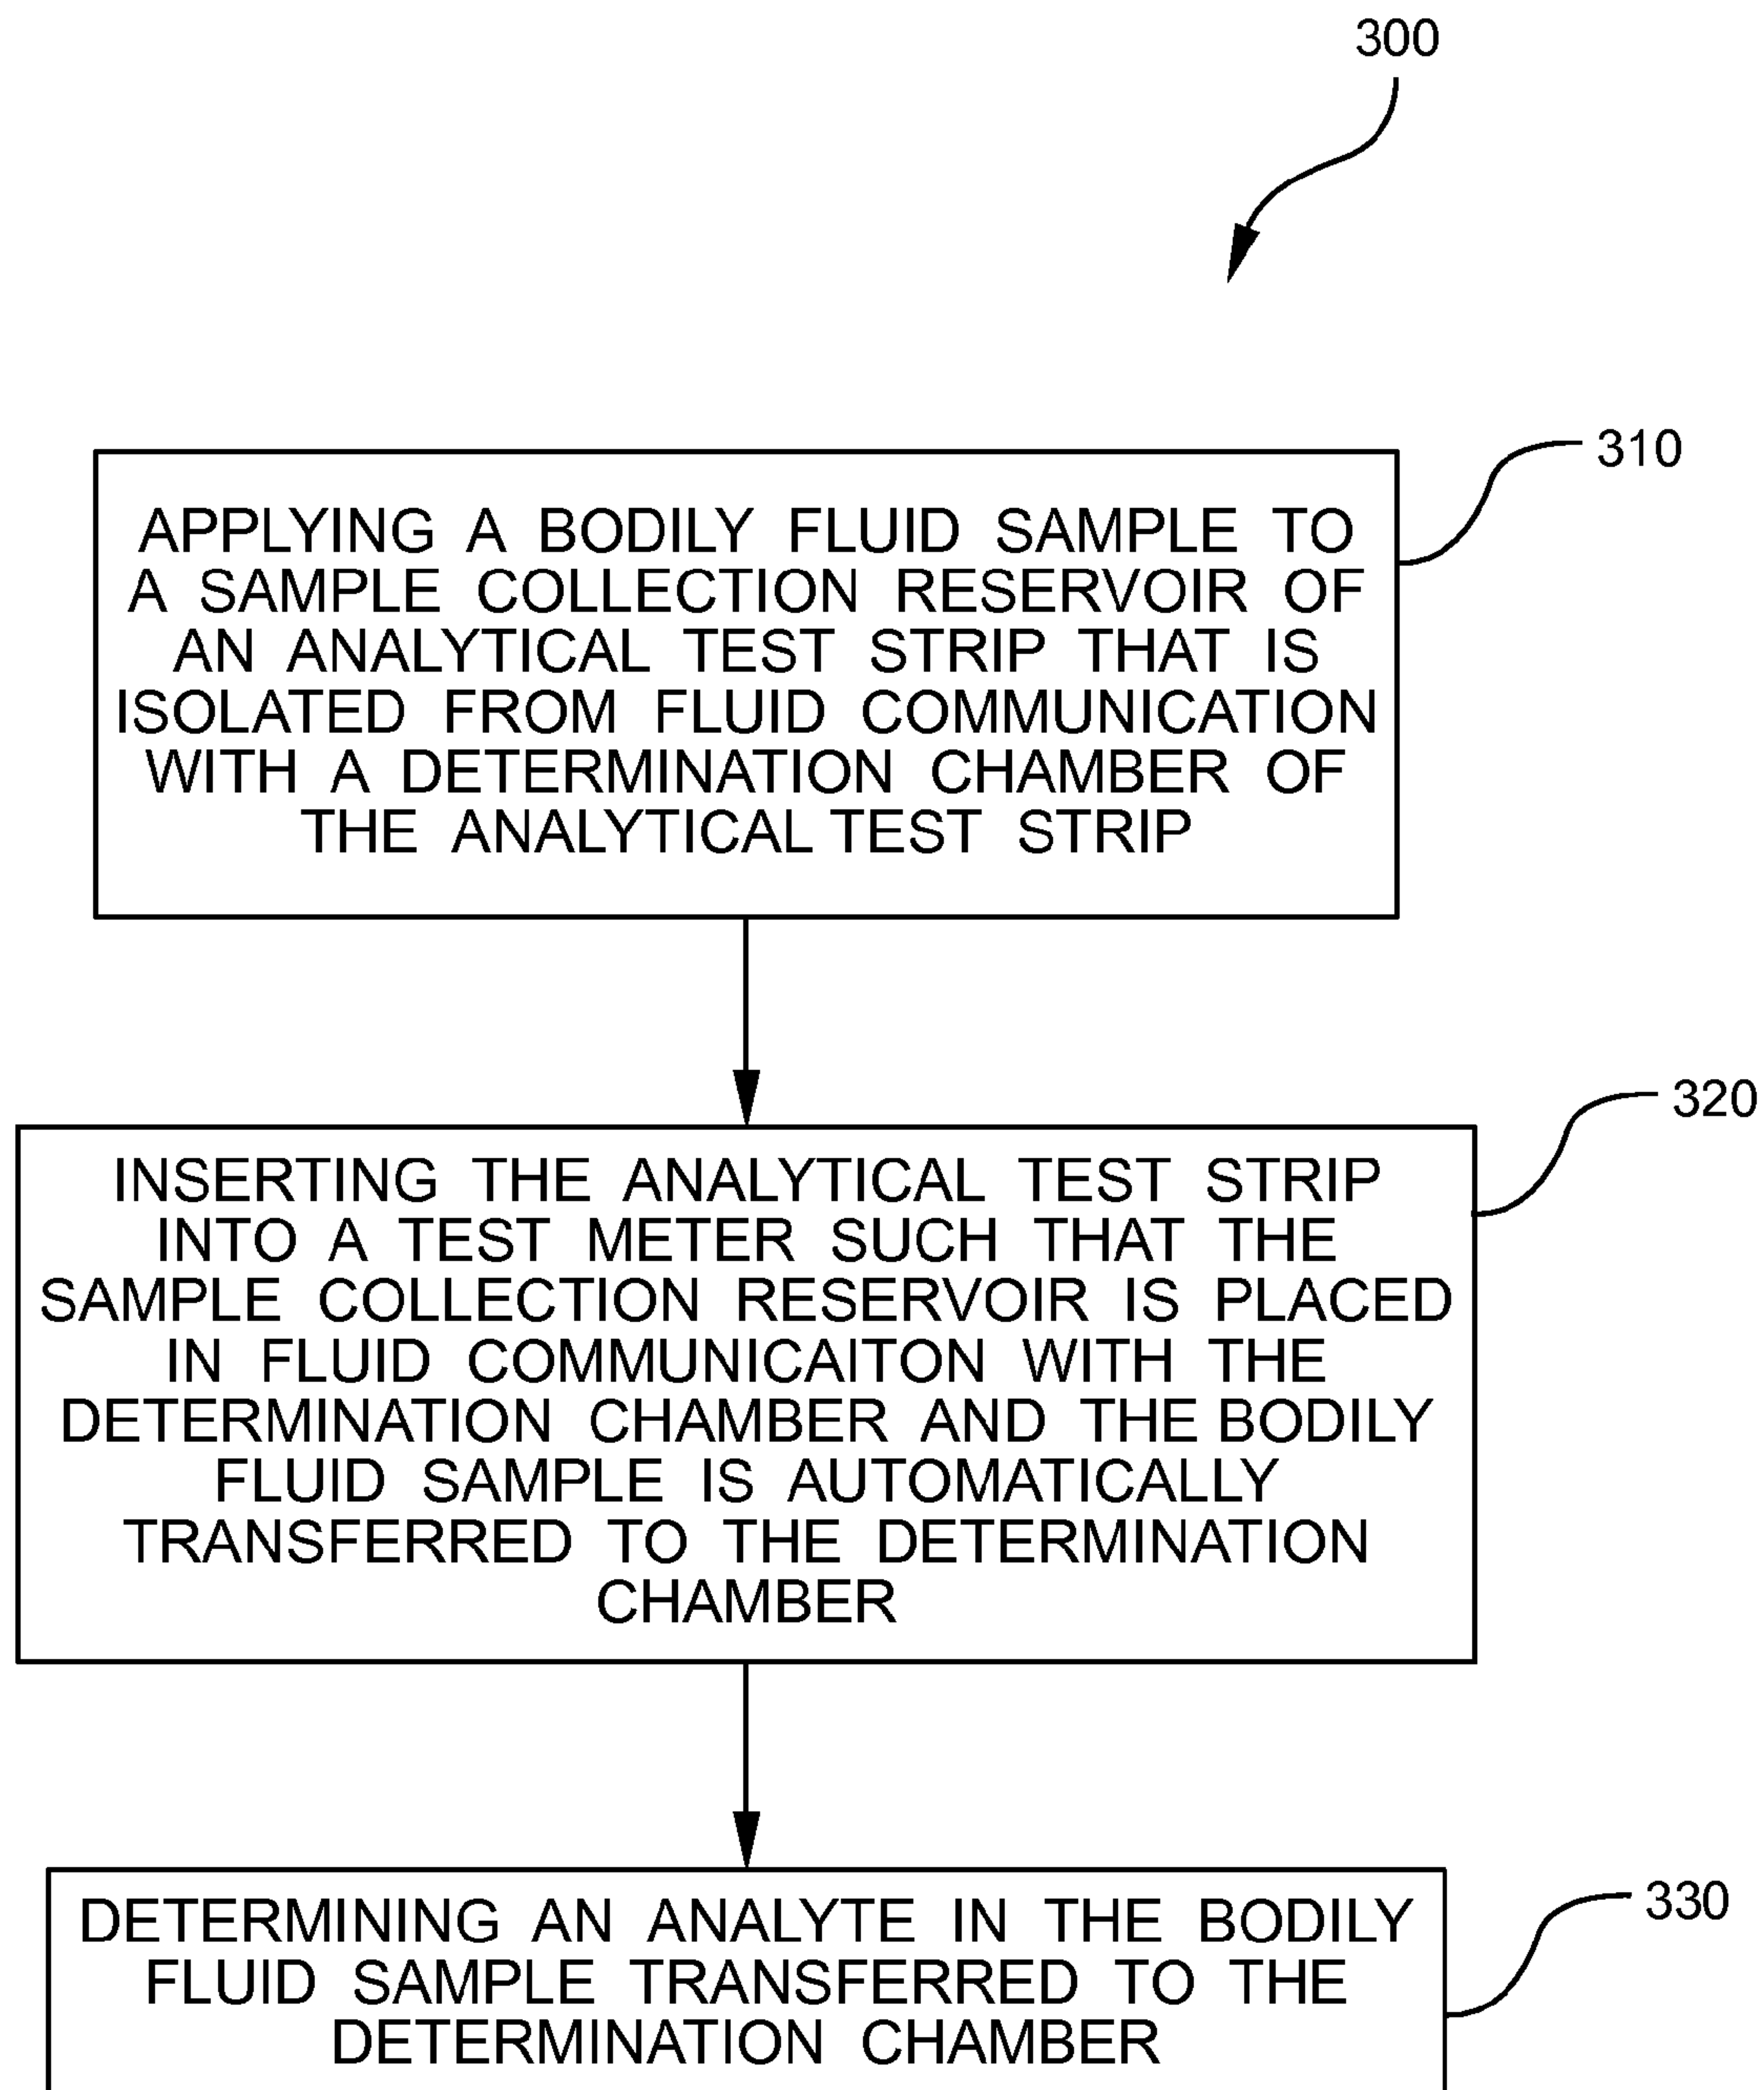 300
310
APPLYING A BODILY FLUID SAMPLE TO
A SAMPLE COLLECTION RESERVOIR OF
AN ANALYTICAL TEST STRIP THAT IS
ISOLATED FROM FLUID COMMUNICATION
WITH A DETERMINATION CHAMBER OF
THE ANALYTICAL TEST STRIP
320
INSERTING THE ANALYTICAL TEST STRIP
INTO A TEST METER SUCH THAT THE
SAMPLE COLLECTION RESERVOIR IS PLACED
IN FLUID COMMUNICAITON WITH THE
DETERMINATION CHAMBER AND THE BODILY
FLUID SAMPLE IS AUTOMATICALLY
TRANSFERRED TO THE DETERMINATION
CHAMBER
330
DETERMINING AN ANALYTE IN THE BODILY
FLUID SAMPLE TRANSFERRED TO THE
DETERMINATION CHAMBER